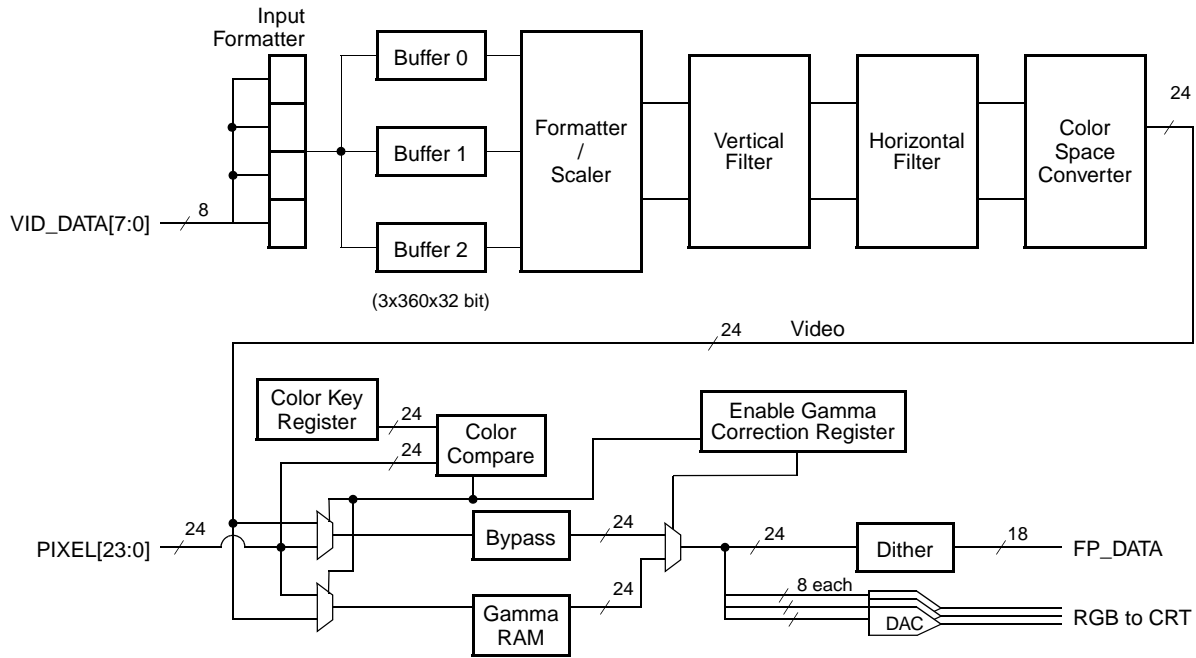 Input
Formatter
Buffer 0
Buffer 1
Buffer 2
(3x360x32 bit)
Formatter
/
Scaler
Vertical
Filter
Horizontal
Filter
Color
Space
Converter
24
VID_DATA[7:0]
8
24
Video
Color Key
Register
24
Color
Compare
24
Enable Gamma
Correction Register
PIXEL[23:0]
24
Bypass
24
24
Dither
18
FP_DATA
Gamma
RAM
24
8 each
DAC
RGB to CRT